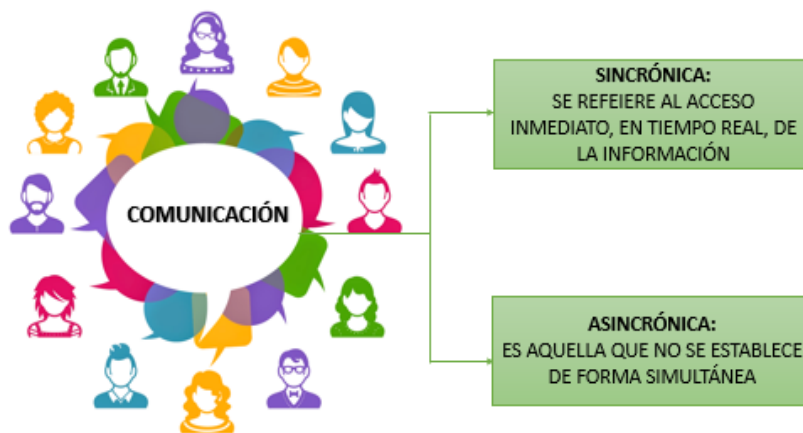 COMUNICACIÓN
SINCRÓNICA:
SE REFEIERE AL ACCESO
INMEDIATO, EN TIEMPO REAL, DE
LA INFORMACIÓN
ASINCRÓNICA:
ES AQUELLA QUE NO SE ESTABLECE
DE FORMA SIMULTÁNEA